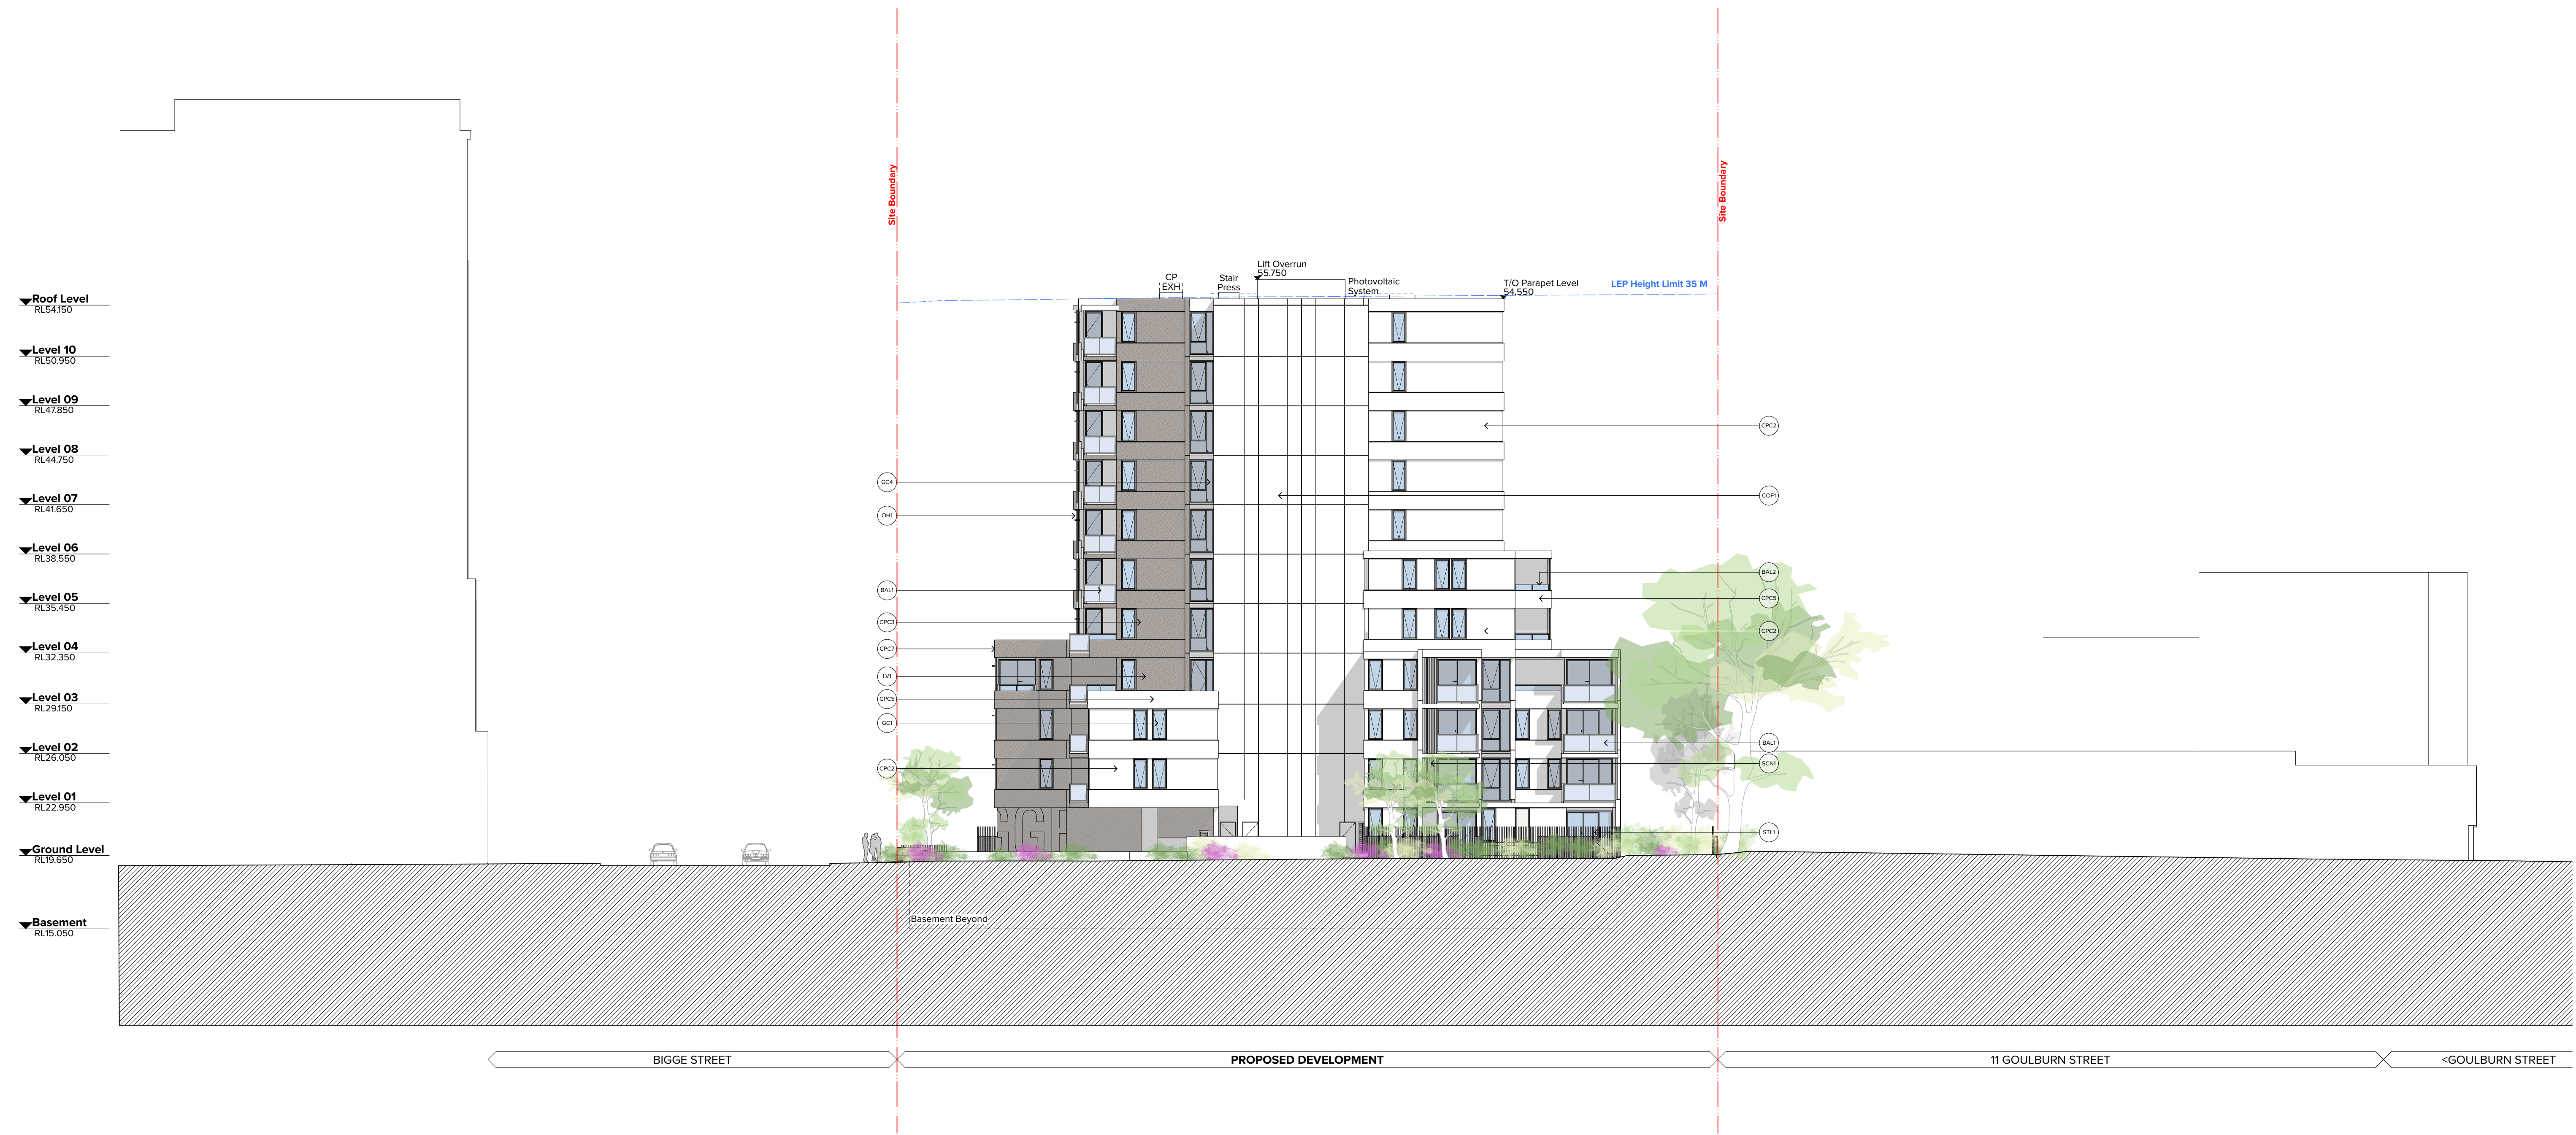 Site Boundary
Site Boundary
Lift Overrun
55.750
CP
EXH
Stair
Press
Photovoltaic
System
T/O Parapet Level
54.550
LEP Height Limit 35 M
Roof Level
RL54.150
Level 10
RL50.950
Level 09
RL47.850
Level 08
RL44.750
Level 07
RL41.650
Level 06
RL38.550
Level 05
RL35.450
Level 04
RL32.350
Level 03
RL29.150
Level 02
RL26.050
Level 01
RL22.950
Ground Level
RL19.650
Basement
RL15.050
GC4
OH1
BAL1
CPC3
CPC7
LV1
CPC5
GC1
CPC2
CPC2
COF1
BAL2
CPC5
CPC2
BAL1
SCN1
STL1
Basement Beyond
BIGGE STREET
PROPOSED DEVELOPMENT
11 GOULBURN STREET
<GOULBURN STREET